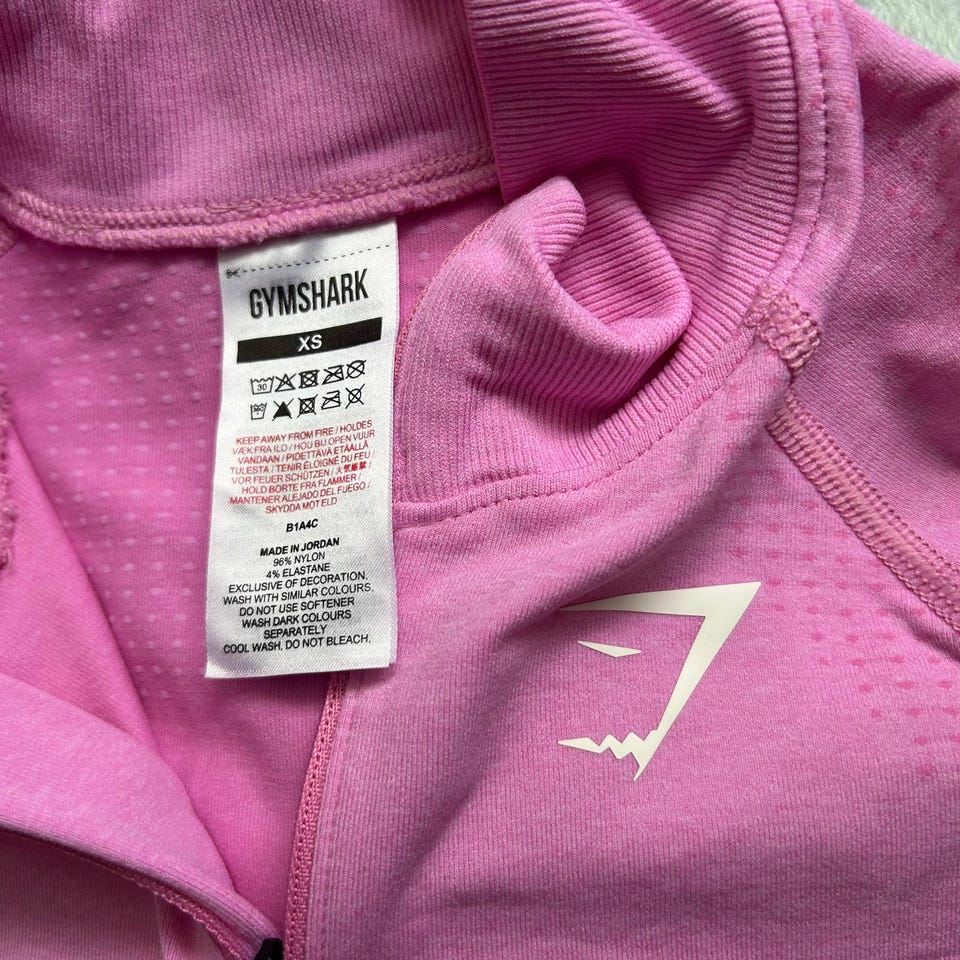 GYMSHARK
XS
30
KEEP AWAY FROM FIRE / HOLDES
VÆK FRA ILD / HOU BIJ OPEN VUUR
VANDAAN / PIDETTÄVÄ ETÄÄLLÄ
TULESTA / TENIR ÉLOIGNÉ DU FEU /
VOR FEUER SCHÜTZEN /
HOLD BORTE FRA FLAMMER /
MANTENER ALEJADO DEL FUEGO /
SKYDDA MOT ELD
B1A4C
MADE IN JORDAN
96% NYLON
4% ELASTANE
EXCLUSIVE OF DECORATION.
WASH WITH SIMILAR COLOURS.
DO NOT USE SOFTENER
WASH DARK COLOURS
SEPARATELY
COOL WASH, DO NOT BLEACH.